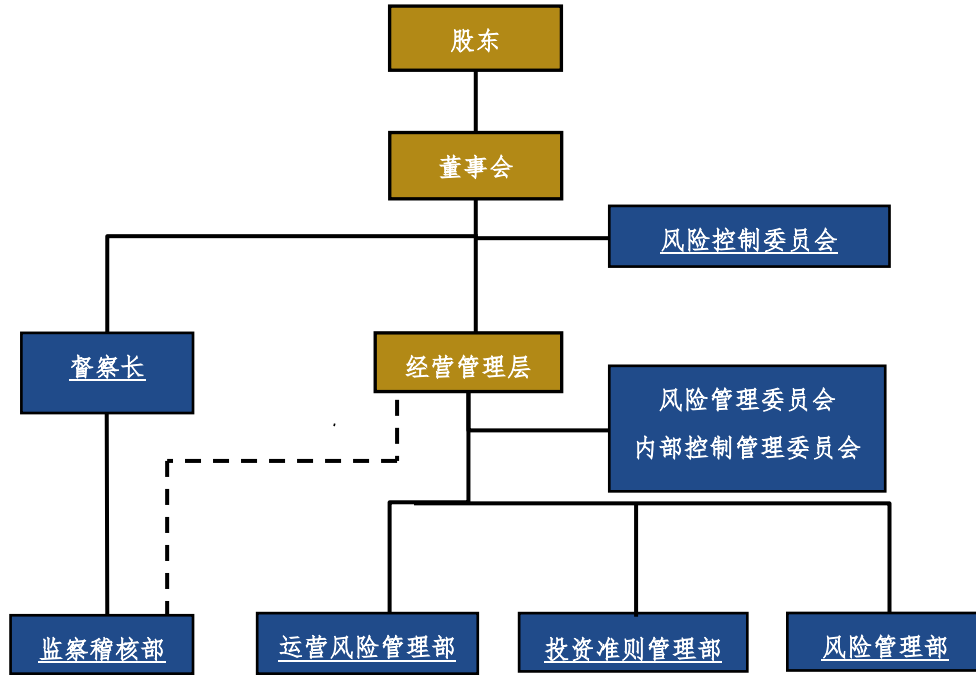 股东
董事会
风险控制委员会
督察长
经营管理层
风险管理委员会
内部控制管理委员会
监察稽核部
运营风险管理部
投资准则管理部
风险管理部